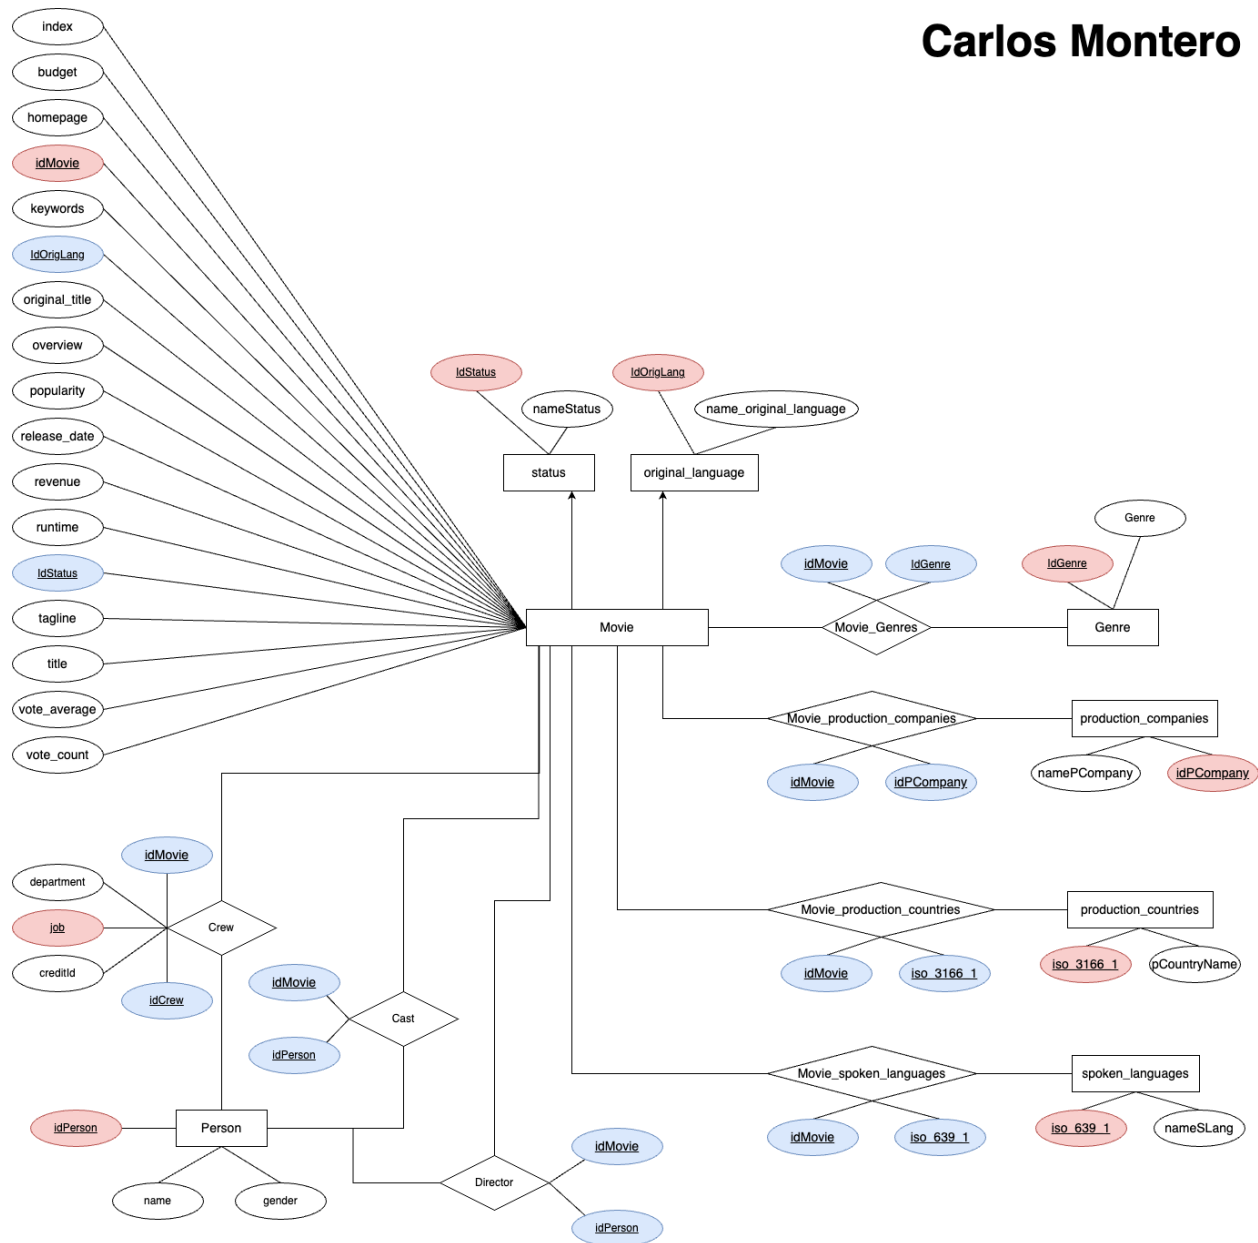 Carlos Montero
index
budget
homepage
idMovie
keywords
IdOrigLang
original_title
overview
popularity
release_date
revenue
runtime
IdStatus
tagline
title
vote_average
vote_count
IdStatus
nameStatus
status
IdOrigLang
name_original_language
original_language
Movie
idMovie
IdGenre
Movie_Genres
IdGenre
Genre
Genre
Movie_production_companies
idMovie
idPCompany
production_companies
namePCompany
idPCompany
Movie_production_countries
idMovie
iso_3166_1
production_countries
iso_3166_1
pCountryName
Movie_spoken_languages
idMovie
iso_639_1
spoken_languages
iso_639_1
nameSLang
idMovie
department
job
creditId
idCrew
Crew
idMovie
idPerson
Cast
idPerson
Person
name
gender
Director
idMovie
idPerson